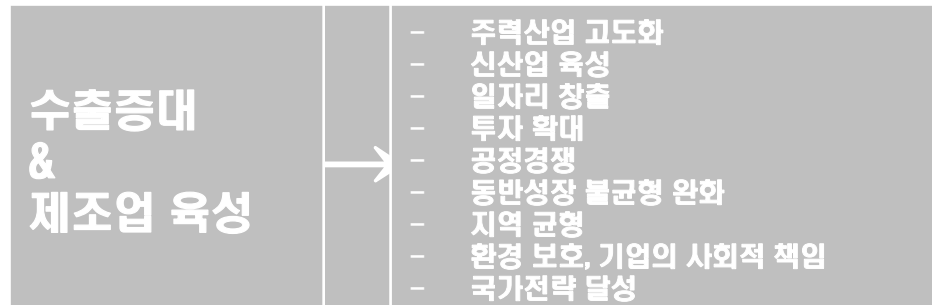 수출증대
&
제조업 육성
- 주력산업 고도화
- 신산업 육성
- 일자리 창출
- 투자 확대
- 공정경쟁
- 동반성장 불균형 완화
- 지역 균형
- 환경 보호, 기업의 사회적 책임
- 국가전략 달성